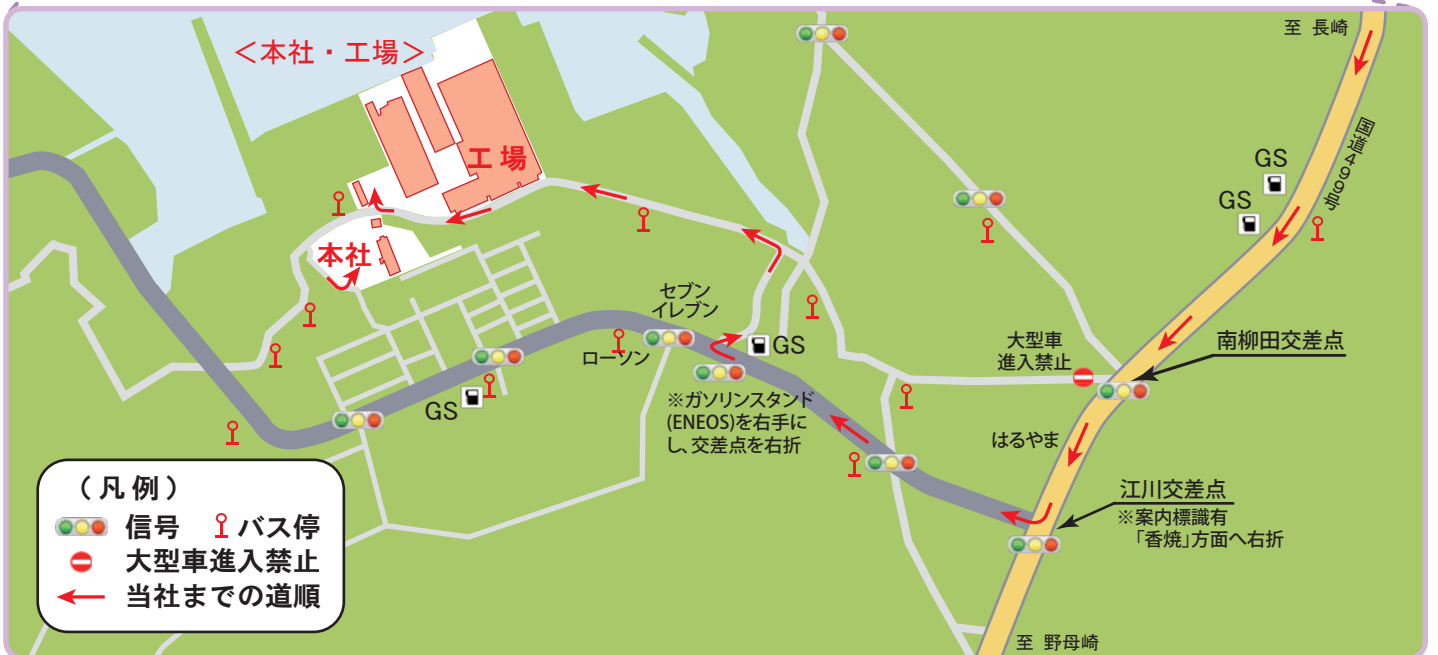 至 長崎
＜本社・工場＞
国道499号
GS
GS
工場
本社
セブン
イレブン
ローソン
GS
大型車
進入禁止
南柳田交差点
GS
※ガソリンスタンド
(ENEOS)を右手に
し、交差点を右折
はるやま
江川交差点
※案内標識有
「香焼」方面へ右折
（凡例）
信号 バス停
大型車進入禁止
当社までの道順
至 野母崎